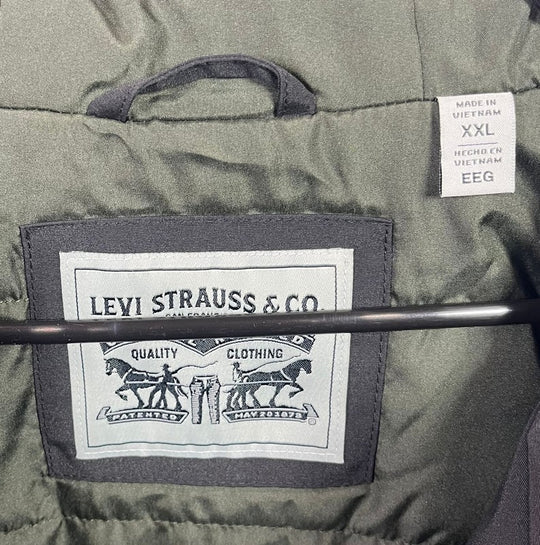 MADE IN
VIETNAM
XXL
HECHO EN
VIETNAM
EEG
LEVI STRAUSS & CO.
QUALITY CLOTHING
PATENTED MAY 20 1873
®